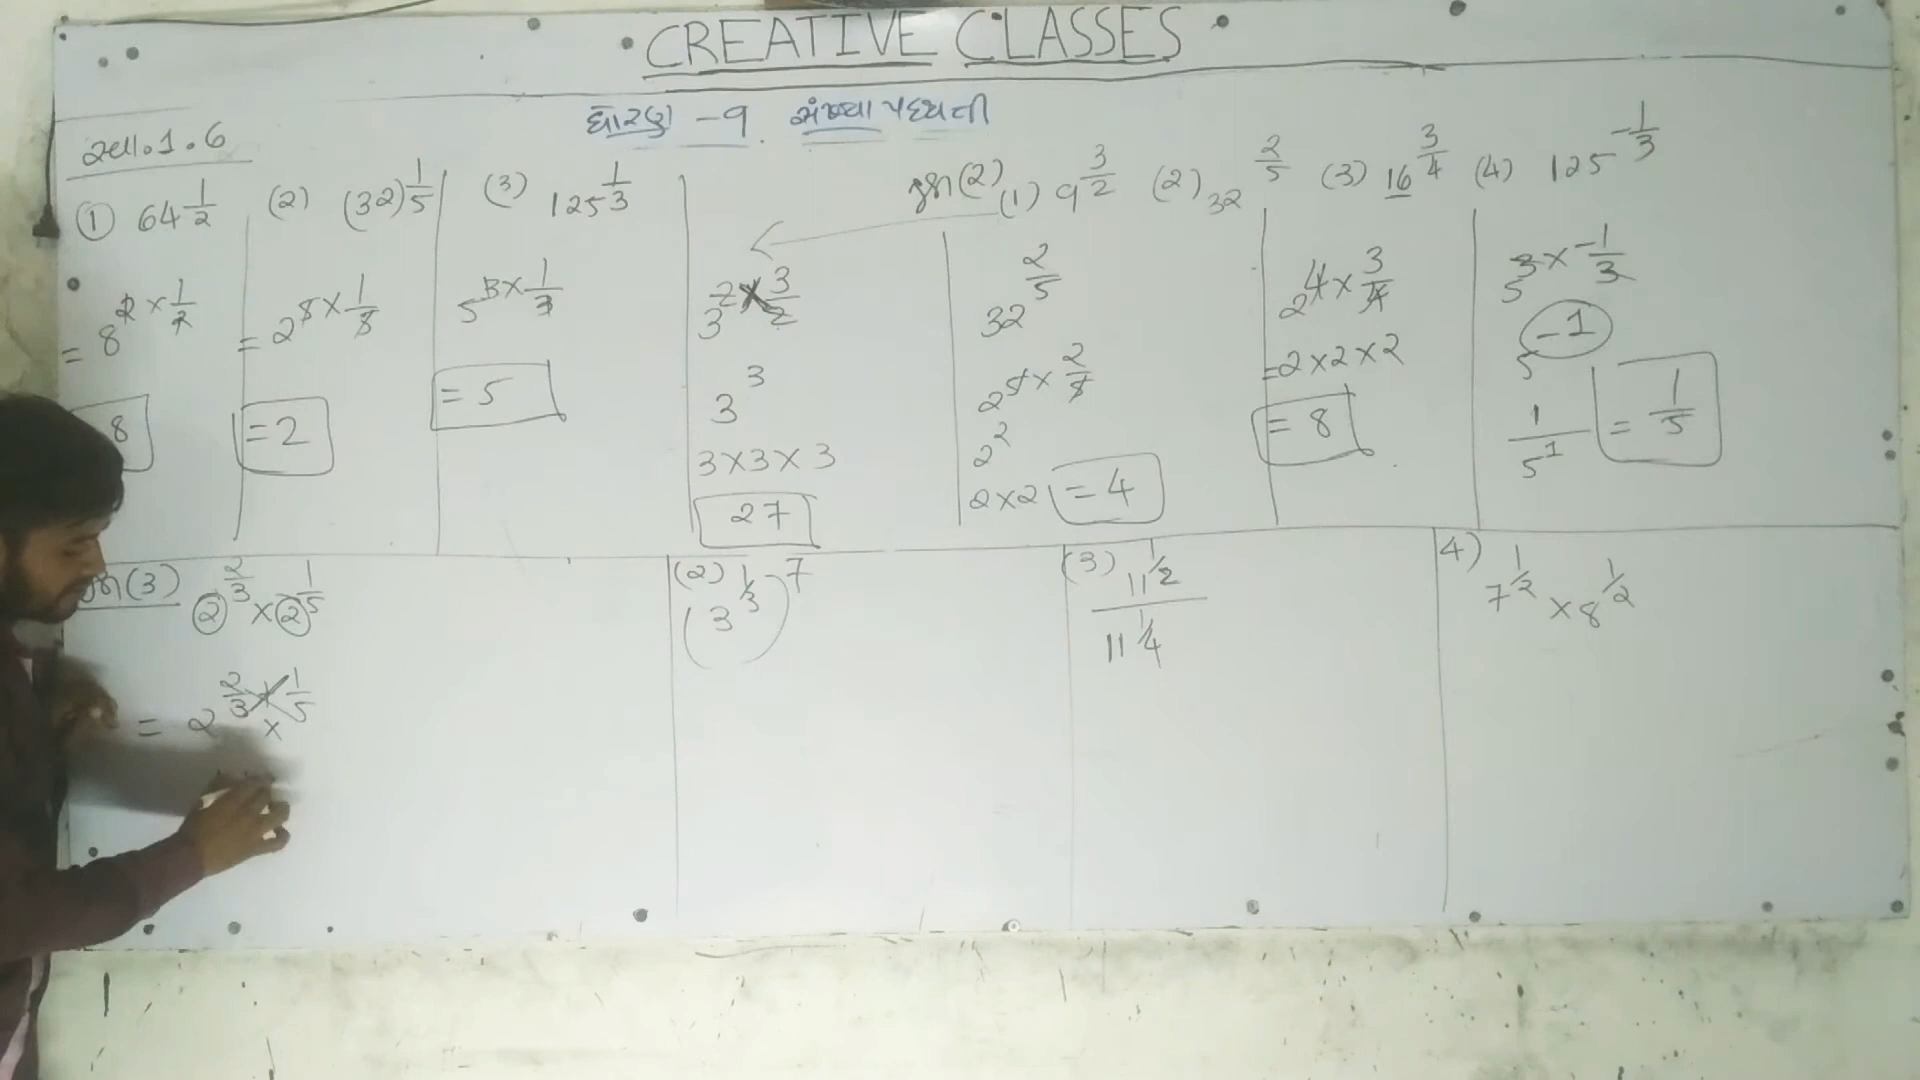 CREATIVE CLASSES
ધોરણ - 9. સંખ્યા પધ્ધતી
સ્વા.1.6
① 64^(1/2) (2) (32)^(1/5) (3) 125^(1/3)
= 8^(2 × 1/2)
8
= 2^(5 × 1/5)
= 2
5^(3 × 1/3)
= 5
પ્રશ્ન (2) (1) 9^(3/2) (2) 32^(2/5) (3) 16^(3/4) (4) 125^(-1/3)
3^(2 × 3/2)
3^3
3 × 3 × 3
27
32^(2/5)
2^(5 × 2/5)
2^2
2 × 2 = 4
2^(4 × 3/4)
= 2 × 2 × 2
= 8
5^(3 × -1/3)
5^(-1)
1/5^1 = 1/5
(3) 2^(2/3) × 2^(1/5)
= 2^(2/3 + 1/5)
×
(2) (3^(1/3))^7
(3) 11^(1/2) / 11^(1/4)
4) 7^(1/2) × 8^(1/2)